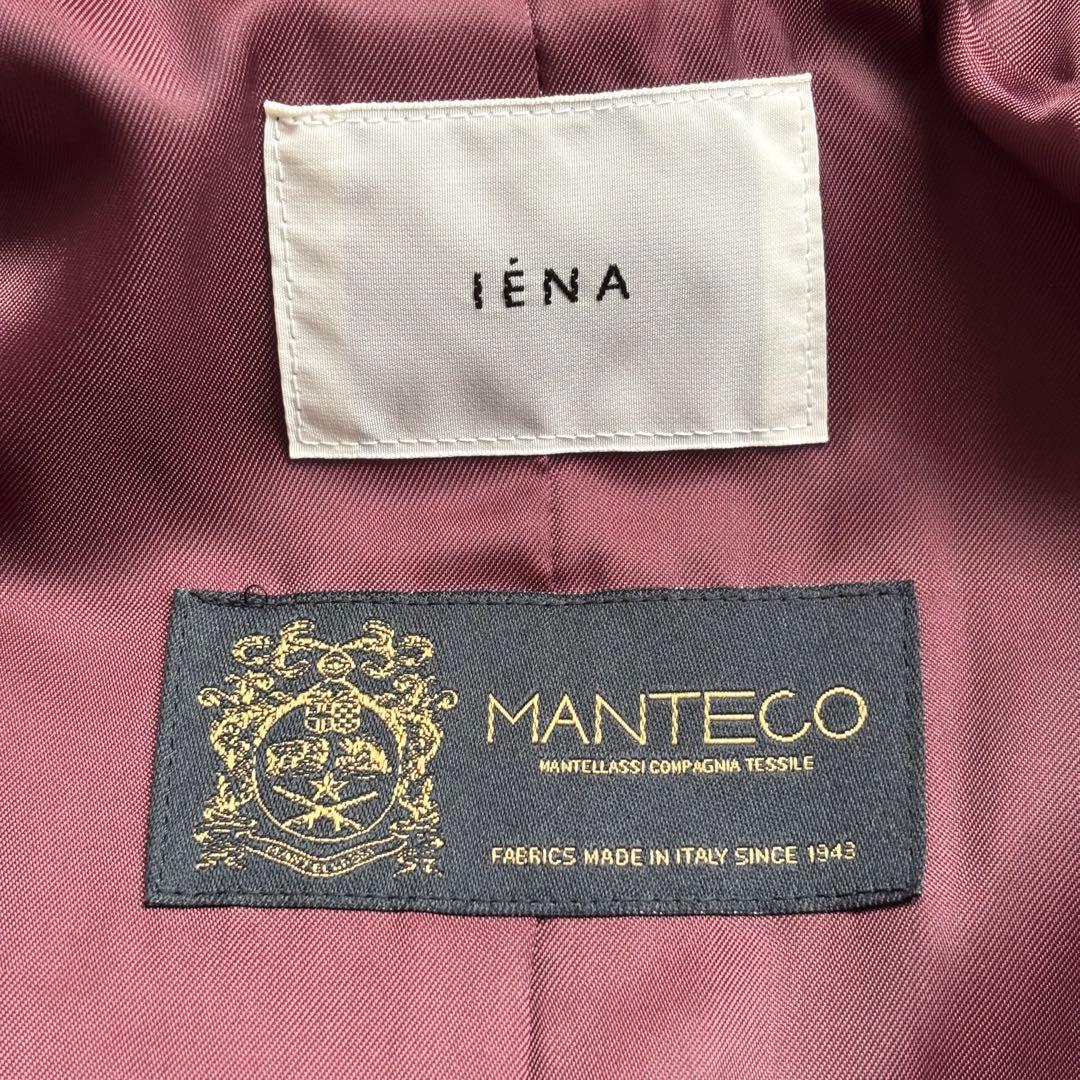 IÉNA
MANTECO
MANTELLASSI COMPAGNIA TESSILE
FABRICS MADE IN ITALY SINCE 1943